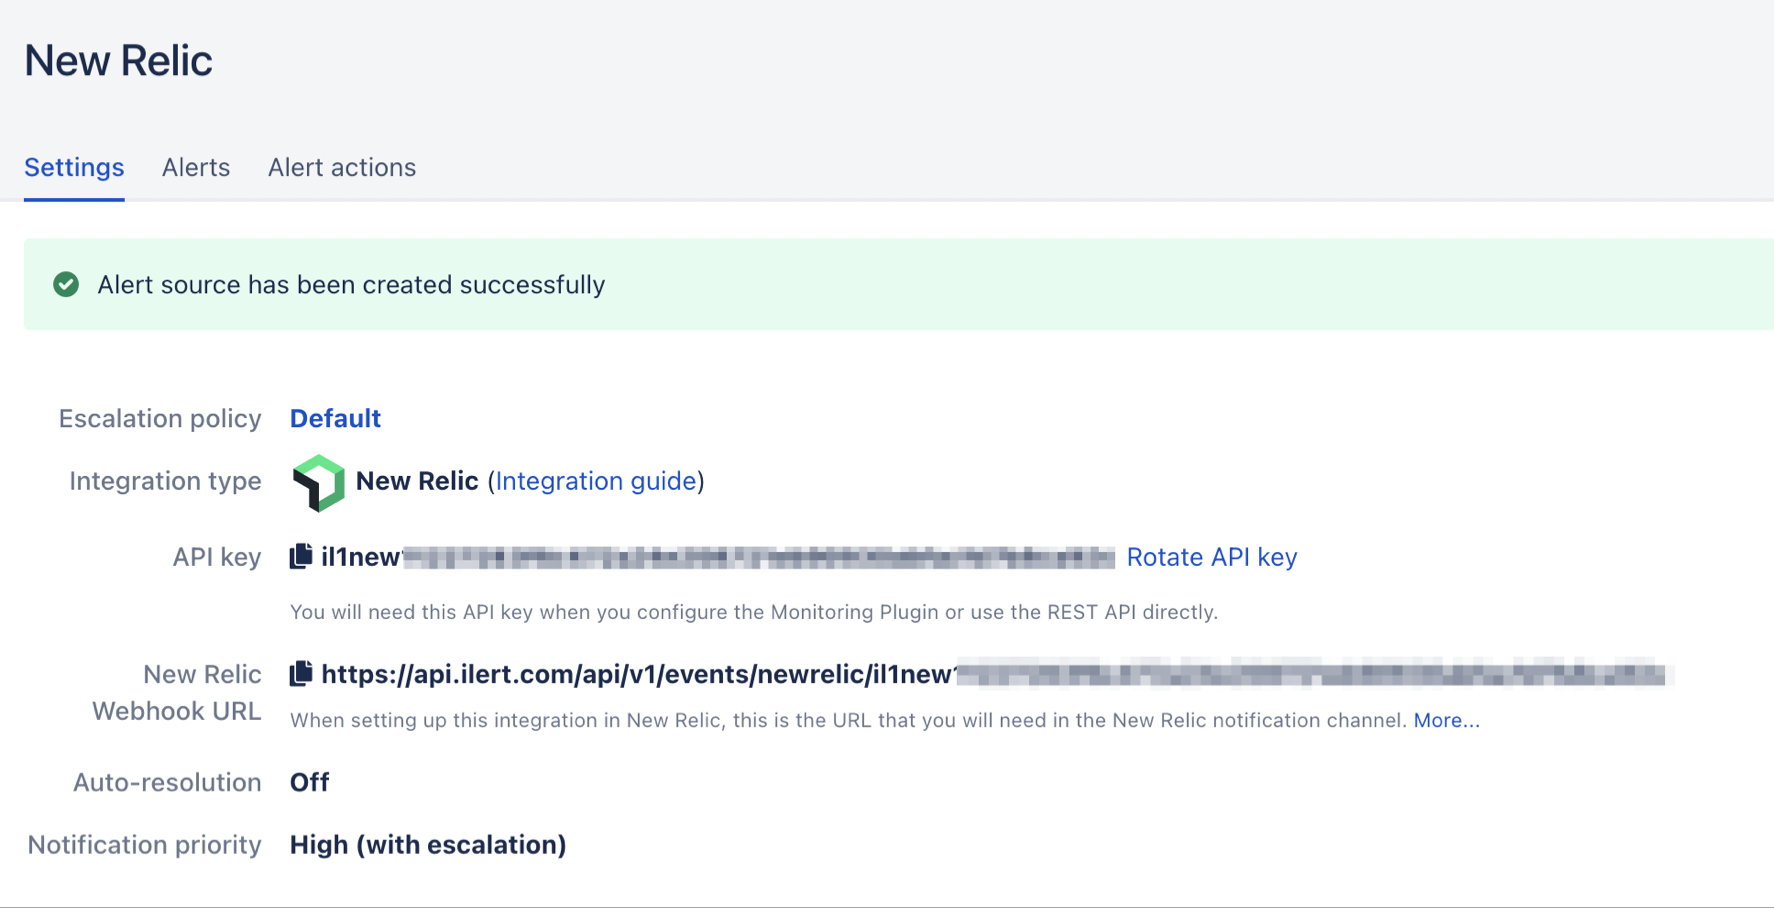 New Relic
Settings Alerts Alert actions
Alert source has been created successfully
Escalation policy Default
Integration type New Relic (Integration guide)
API key il1new Rotate API key
You will need this API key when you configure the Monitoring Plugin or use the REST API directly.
New Relic Webhook URL https://api.ilert.com/api/v1/events/newrelic/il1new
When setting up this integration in New Relic, this is the URL that you will need in the New Relic notification channel. More...
Auto-resolution Off
Notification priority High (with escalation)